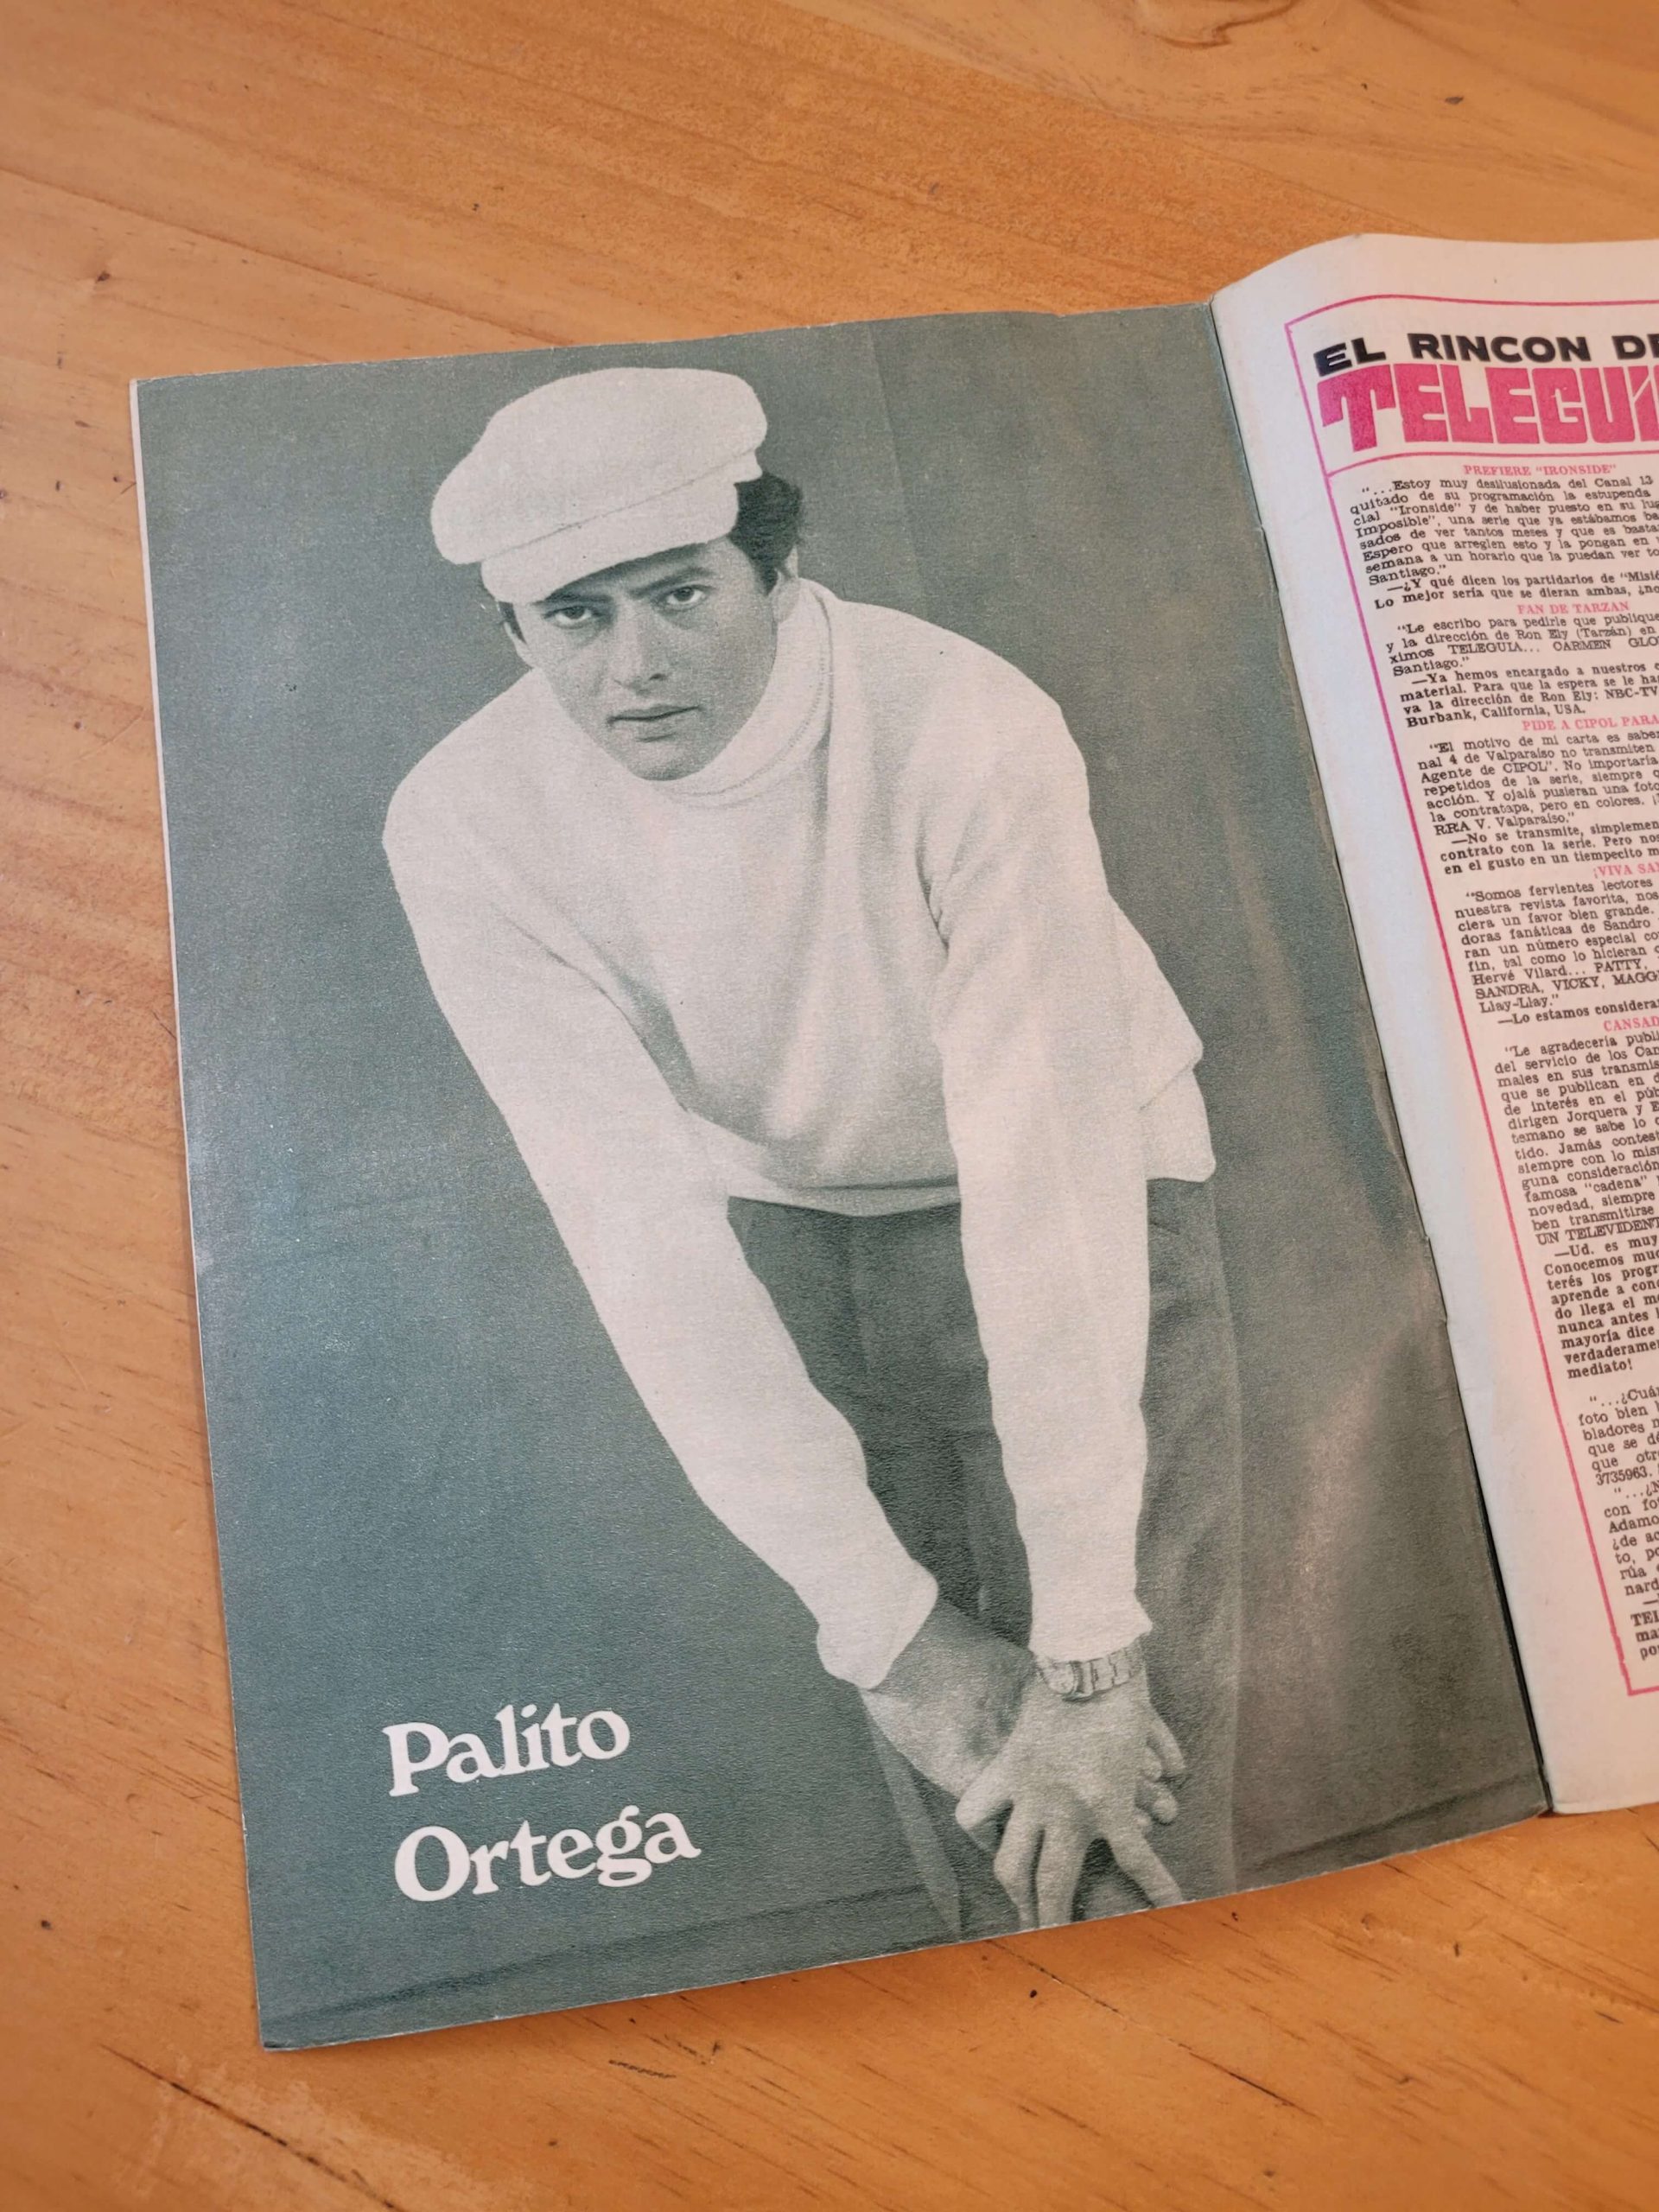 Palito
Ortega
EL RINCON DE
TELEGUÍ
PREFIERE "IRONSIDE"
"...Estoy muy desilusionada del Canal 13
quitado de su programación la estupenda
cial "Ironside" y de haber puesto en su lug
Imposible", una serie que ya estábamos
sados de ver tantos meses y que es basta
Espero que arreglen esto y la pongan en
semana a un horario que la puedan ver to
Santiago."
—¿Y qué dicen los partidarios de "Misió
Lo mejor sería que se dieran ambas, ¿no
FAN DE TARZAN
"Le escribo para pedirle que publique
y la dirección de Ron Ely (Tarzán) en
ximos TELEGUIA... CARMEN GLO
Santiago."
—Ya hemos encargado a nuestros
material. Para que la espera se le ha
va la dirección de Ron Ely: NBC-TV
Burbank, California, USA.
PIDE A CIPOL PARA
"El motivo de mi carta es saber
nal 4 de Valparaíso no transmiten
Agente de CIPOL". No importaría
repetidos de la serie, siempre
acción. Y ojalá pusieran una foto
la contratapa, pero en colores.
RRA V. Valparaíso."
—No se transmite, simplemen
contrato con la serie. Pero nos
en el gusto en un tiempecito m
¡VIVA SAN
"Somos fervientes lectores
nuestra revista favorita, nos
ciera un favor bien grande.
doras fanáticas de Sandro
ran un número especial co
fin, tal como lo hicieran
Hervé Vilard... PATTY,
SANDRA, VICKY, MAGG
Llay-Llay."
—Lo estamos considera
CANSAD
"Le agradecería publi
del servicio de los Can
males en sus transmis
que se publican en d
de interés en el púb
dirigen Jorquera y E
temano se sabe lo
tido. Jamás contest
siempre con lo mis
guna consideración
famosa "cadena"
novedad, siempre
ben transmitirse
UN TELEVIDENT
—Ud. es muy
Conocemos muc
terés los progr
aprende a cono
do llega el mo
nunca antes
mayoría dice
verdaderame
mediato!
"...¿Cuá
foto bien
bladores
que se d
que otr
3735963.
"...¿N
con fo
Adamo
¿de ac
to, po
rúa
nard
TEL
ma
po